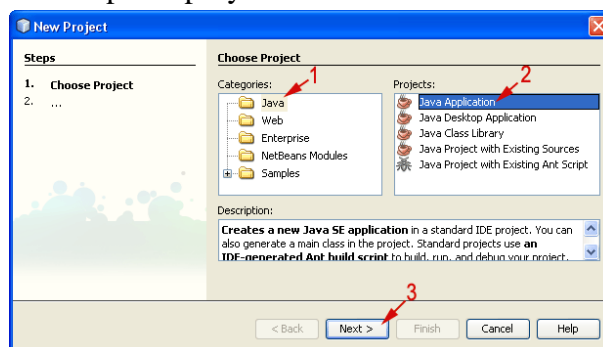 New Project
Steps
1. Choose Project
2. ...
Choose Project
Categories:
Java
Web
Enterprise
NetBeans Modules
Samples
1
Projects:
Java Application
Java Desktop Application
Java Class Library
Java Project with Existing Sources
Java Project with Existing Ant Script
2
Description:
Creates a new Java SE application in a standard IDE project. You can
also generate a main class in the project. Standard projects use an
IDE-generated Ant build script to build, run, and debug your project.
3
< Back
Next >
Finish
Cancel
Help